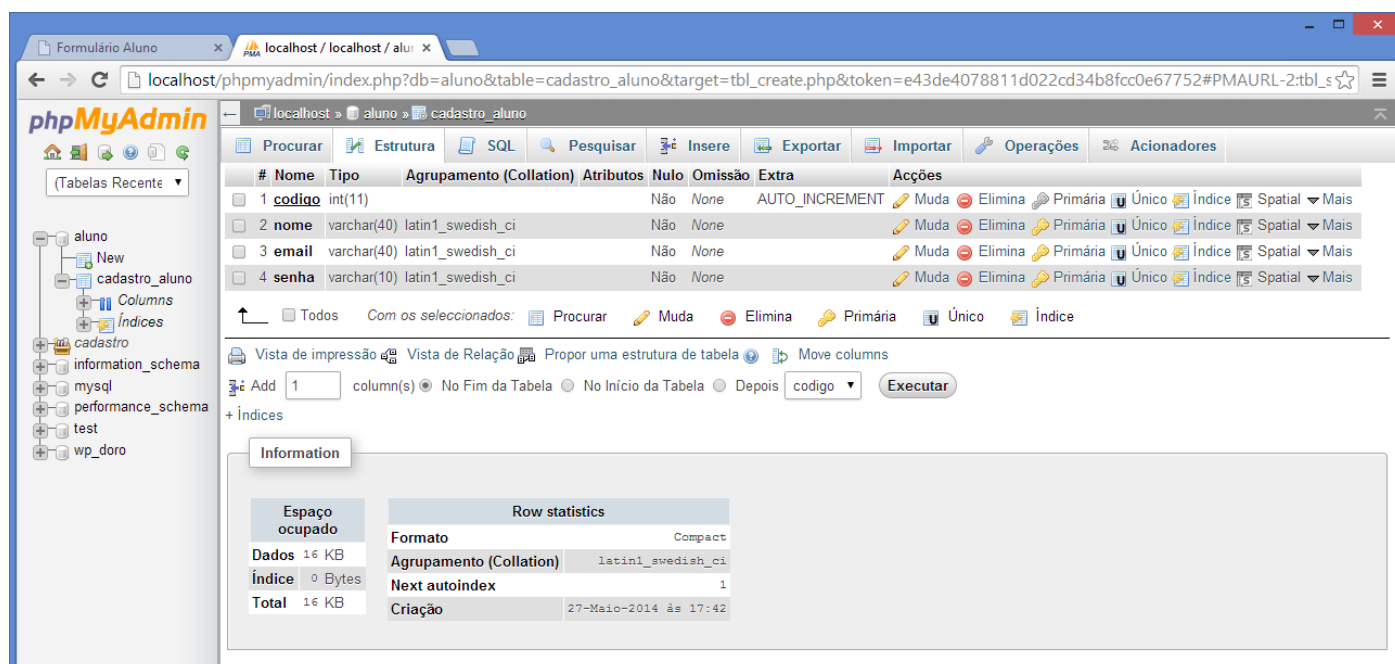 Formulário Aluno
localhost / localhost / alur
localhost/phpmyadmin/index.php?db=aluno&table=cadastro_aluno&target=tbl_create.php&token=e43de4078811d022cd34b8fcc0e67752#PMAURL-2:tbl_s
phpMyAdmin
(Tabelas Recente
aluno
New
cadastro_aluno
Columns
Índices
cadastro
information_schema
mysql
performance_schema
test
wp_doro
localhost » aluno » cadastro_aluno
Procurar Estrutura SQL Pesquisar Insere Exportar Importar Operações Acionadores
# Nome Tipo Agrupamento (Collation) Atributos Nulo Omissão Extra Acções
1 codigo int(11) Não None AUTO_INCREMENT Muda Elimina Primária Único Índice Spatial Mais
2 nome varchar(40) latin1_swedish_ci Não None Muda Elimina Primária Único Índice Spatial Mais
3 email varchar(40) latin1_swedish_ci Não None Muda Elimina Primária Único Índice Spatial Mais
4 senha varchar(10) latin1_swedish_ci Não None Muda Elimina Primária Único Índice Spatial Mais
Todos Com os seleccionados: Procurar Muda Elimina Primária Único Índice
Vista de impressão Vista de Relação Propor uma estrutura de tabela Move columns
Add 1 column(s) No Fim da Tabela No Início da Tabela Depois codigo Executar
+ Índices
Information
Espaço ocupado
Dados 16 KB
Índice 0 Bytes
Total 16 KB
Row statistics
Formato Compact
Agrupamento (Collation) latin1_swedish_ci
Next autoindex 1
Criação 27-Maio-2014 às 17:42